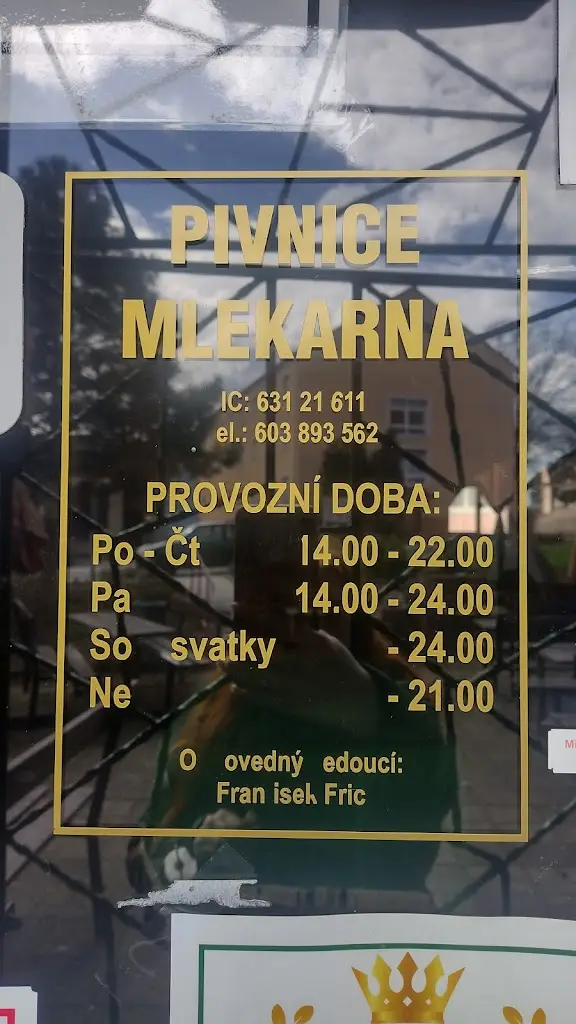 PIVNICE
MLEKARNA
IC: 631 21 611
el.: 603 893 562
PROVOZNÍ DOBA:
Po - Čt 14.00 - 22.00
Pa 14.00 - 24.00
So svatky - 24.00
Ne - 21.00
O ovedný edoucí:
Fran isek Fric